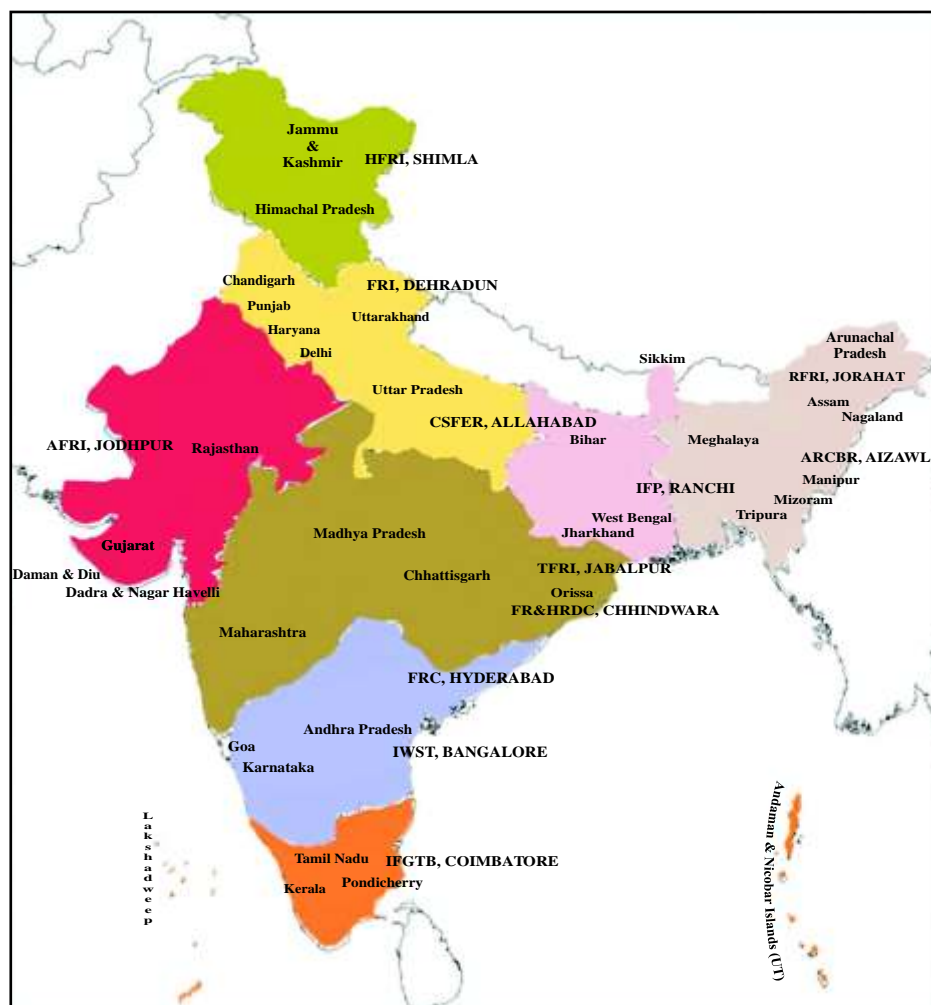 Jammu
&
Kashmir
HFRI, SHIMLA
Himachal Pradesh
Chandigarh
FRI, DEHRADUN
Punjab
Uttarakhand
Haryana
Delhi
Sikkim
Arunachal
Pradesh
RFRI, JORAHAT
Uttar Pradesh
Assam
Nagaland
CSFER, ALLAHABAD
Bihar
Meghalaya
AFRI, JODHPUR
Rajasthan
ARCBR, AIZAWL
Manipur
IFP, RANCHI
Mizoram
Tripura
West Bengal
Jharkhand
Madhya Pradesh
Gujarat
Daman & Diu
Dadra & Nagar Havelli
Chhattisgarh
TFRI, JABALPUR
Orissa
FR&HRDC, CHHINDWARA
Maharashtra
FRC, HYDERABAD
Andhra Pradesh
Goa
IWST, BANGALORE
Karnataka
Lakshadweep
Andaman & Nicobar Islands (UT)
Tamil Nadu
IFGTB, COIMBATORE
Kerala
Pondicherry